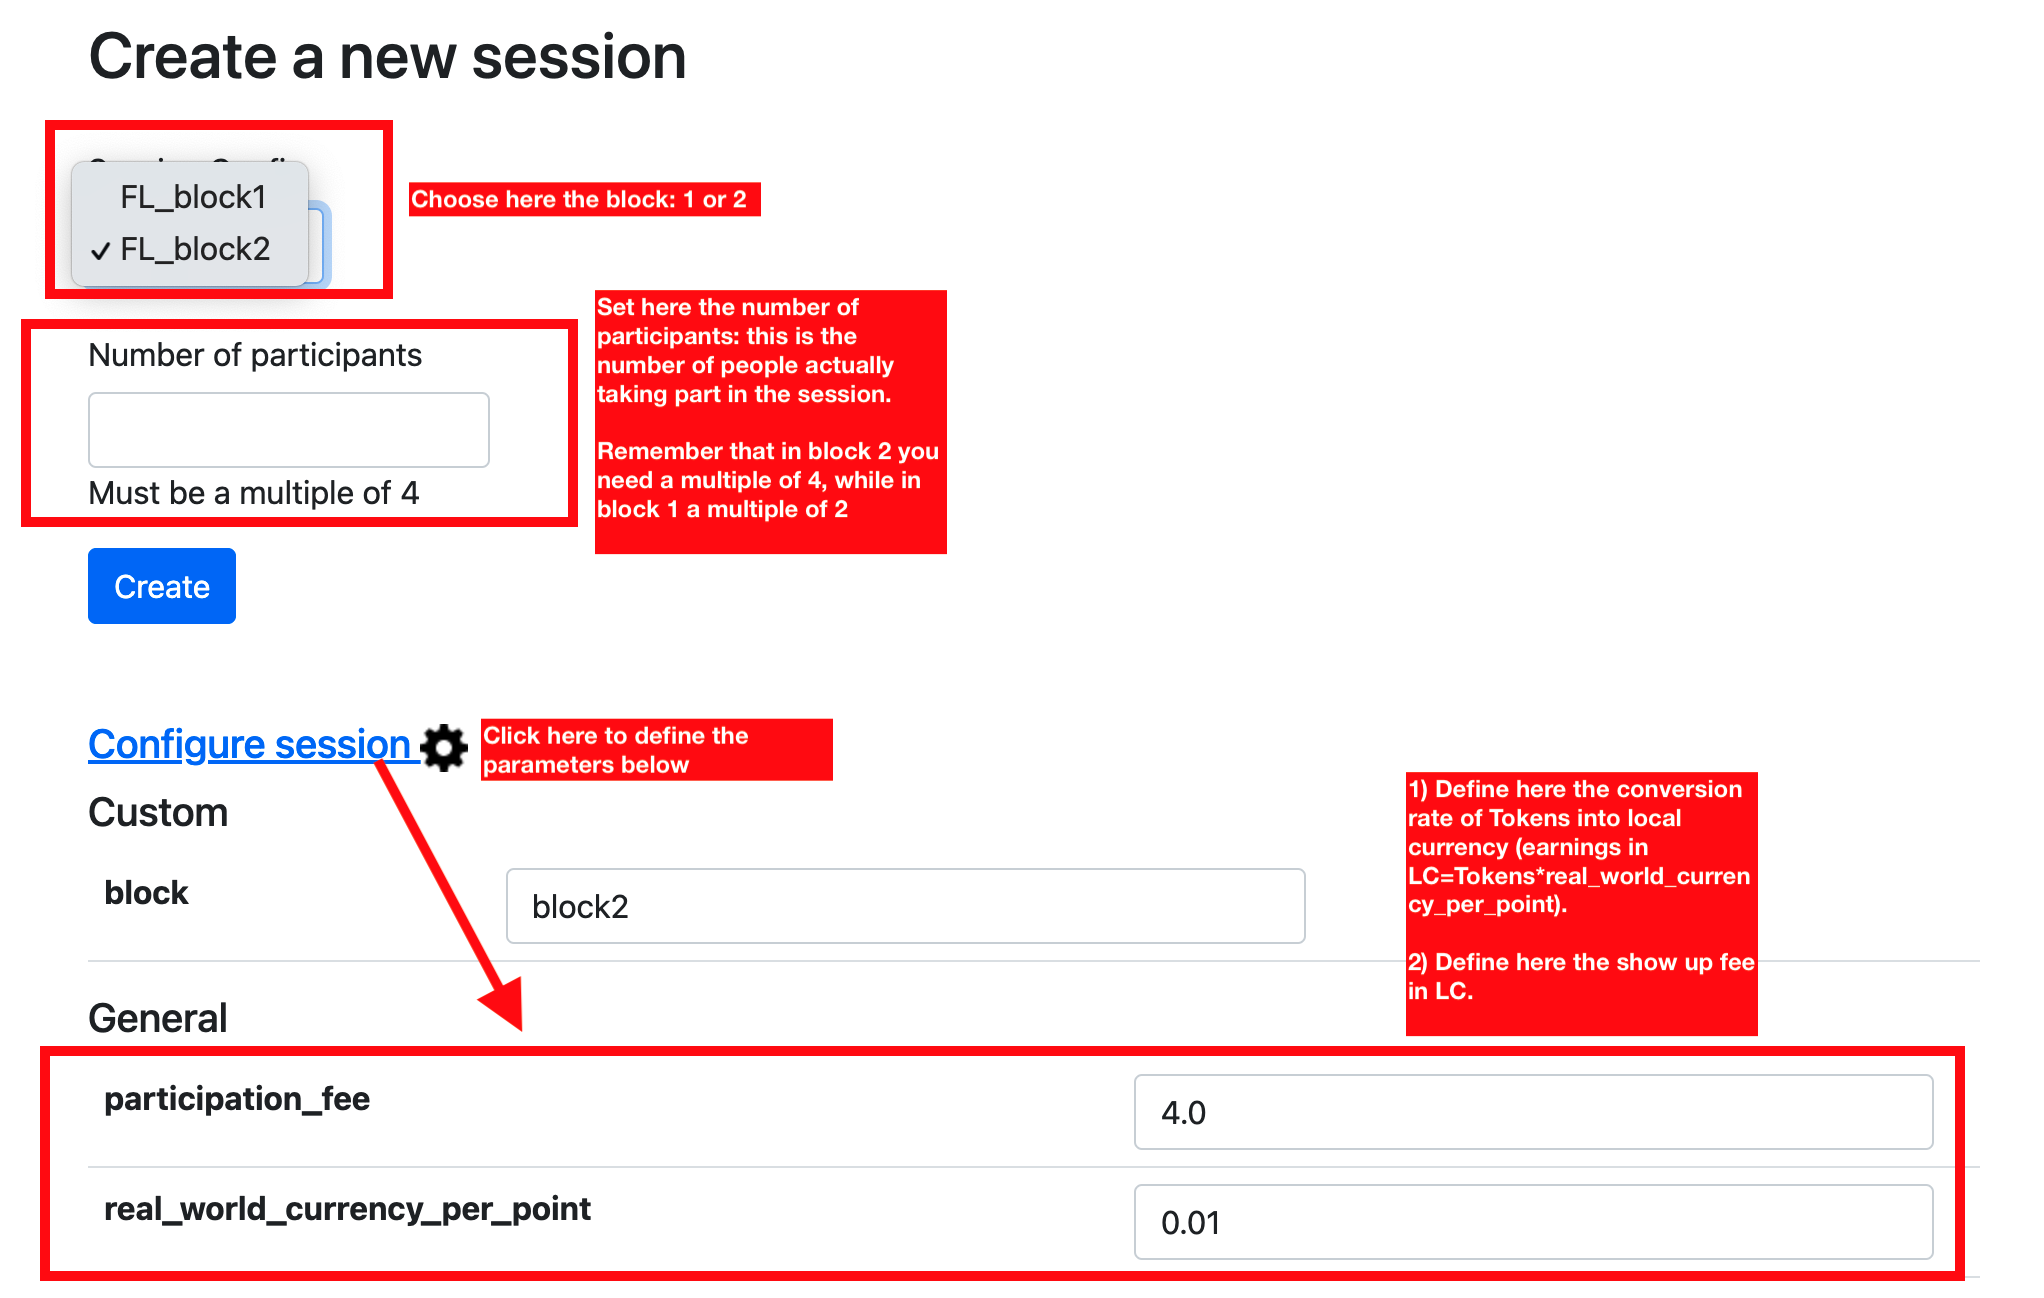 Create a new session
FL_block1
✓ FL_block2
Choose here the block: 1 or 2
Number of participants
Must be a multiple of 4
Set here the number of
participants: this is the
number of people actually
taking part in the session.
Remember that in block 2 you
need a multiple of 4, while in
block 1 a multiple of 2
Create
Configure session
Click here to define the
parameters below
Custom
block
block2
1) Define here the conversion
rate of Tokens into local
currency (earnings in
LC=Tokens*real_world_curren
cy_per_point).
2) Define here the show up fee
in LC.
General
participation_fee
4.0
real_world_currency_per_point
0.01